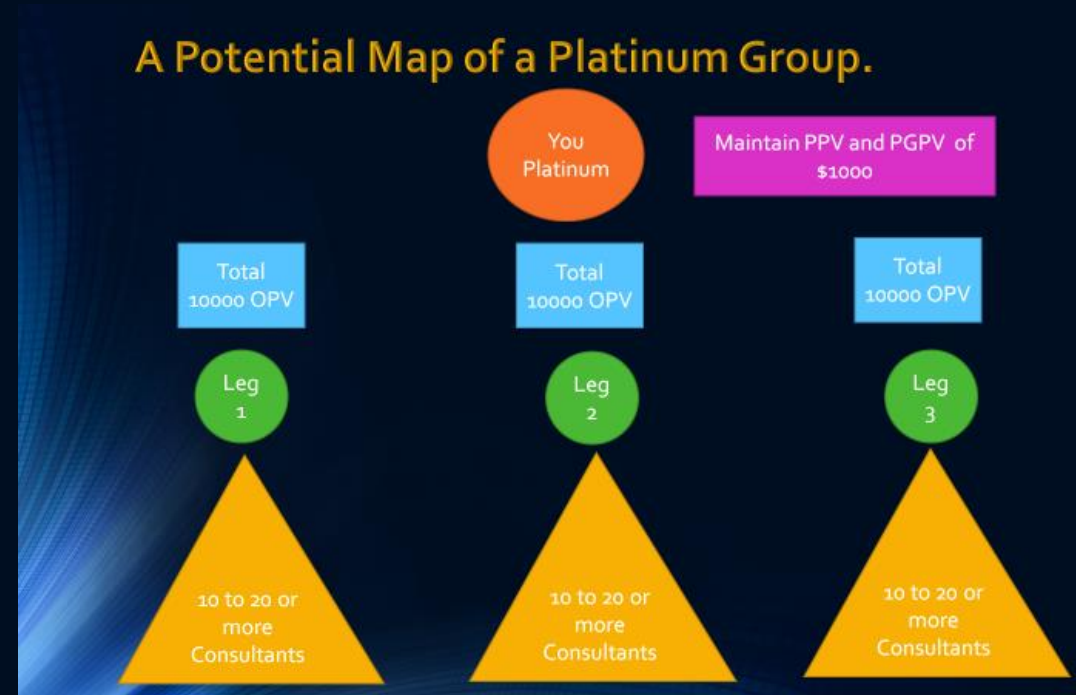 A Potential Map of a Platinum Group.
You
Platinum
Maintain PPV and PGPV of
$1000
Total
10000 OPV
Total
10000 OPV
Total
10000 OPV
Leg
1
Leg
2
Leg
3
10 to 20 or
more
Consultants
10 to 20 or
more
Consultants
10 to 20 or
more
Consultants